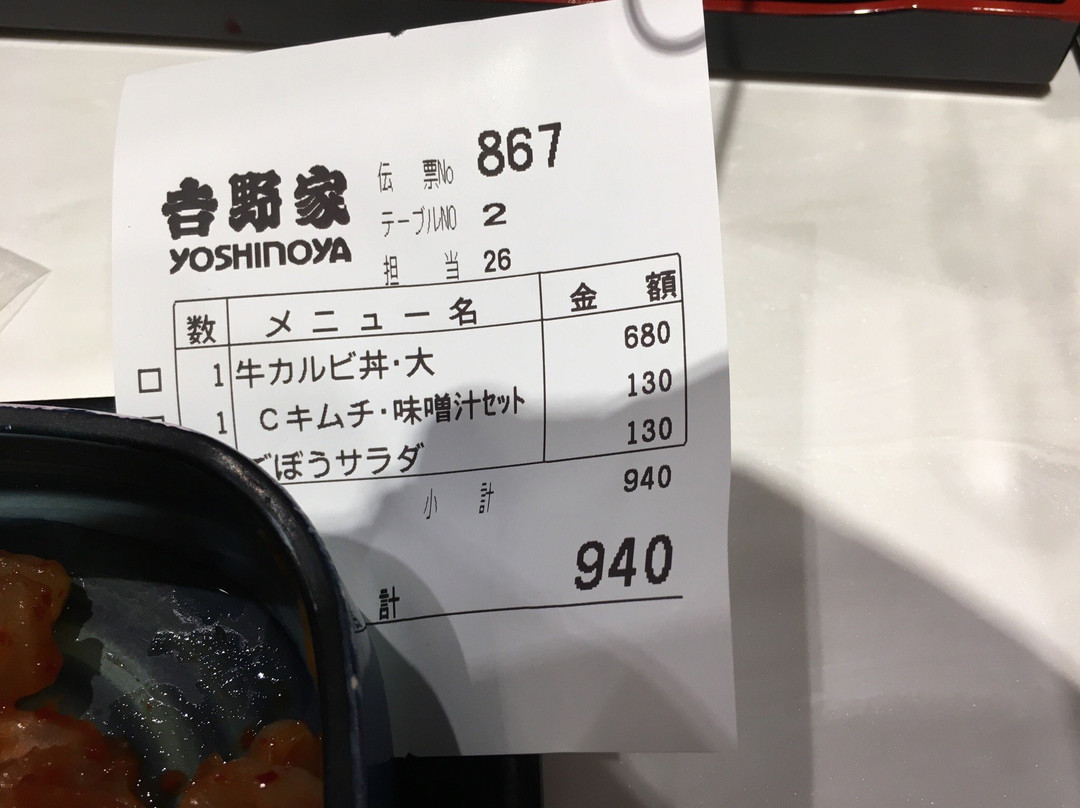 吉野家
YOSHINOYA
伝票No 867
テーブルNO 2
担当 26
数 メニュー名 金額
1 牛カルビ丼・大 680
1 Cキムチ・味噌汁セット 130
ごぼうサラダ 130
小計 940
計 940